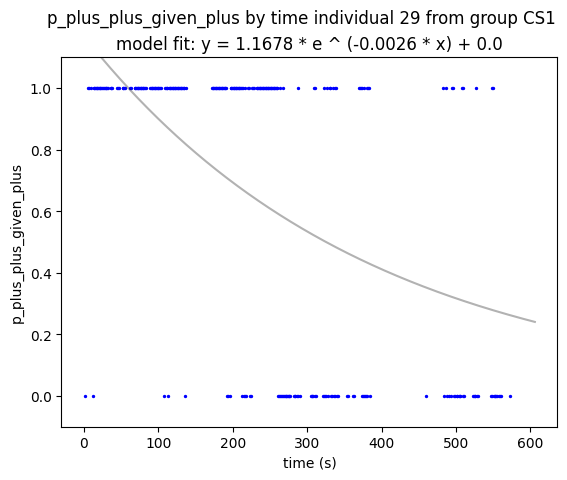 p_plus_plus_given_plus by time individual 29 from group CS1
model fit: y = 1.1678 * e ^ (-0.0026 * x) + 0.0
1.0
0.8
0.6
0.4
0.2
0.0
p_plus_plus_given_plus
0 100 200 300 400 500 600
time (s)